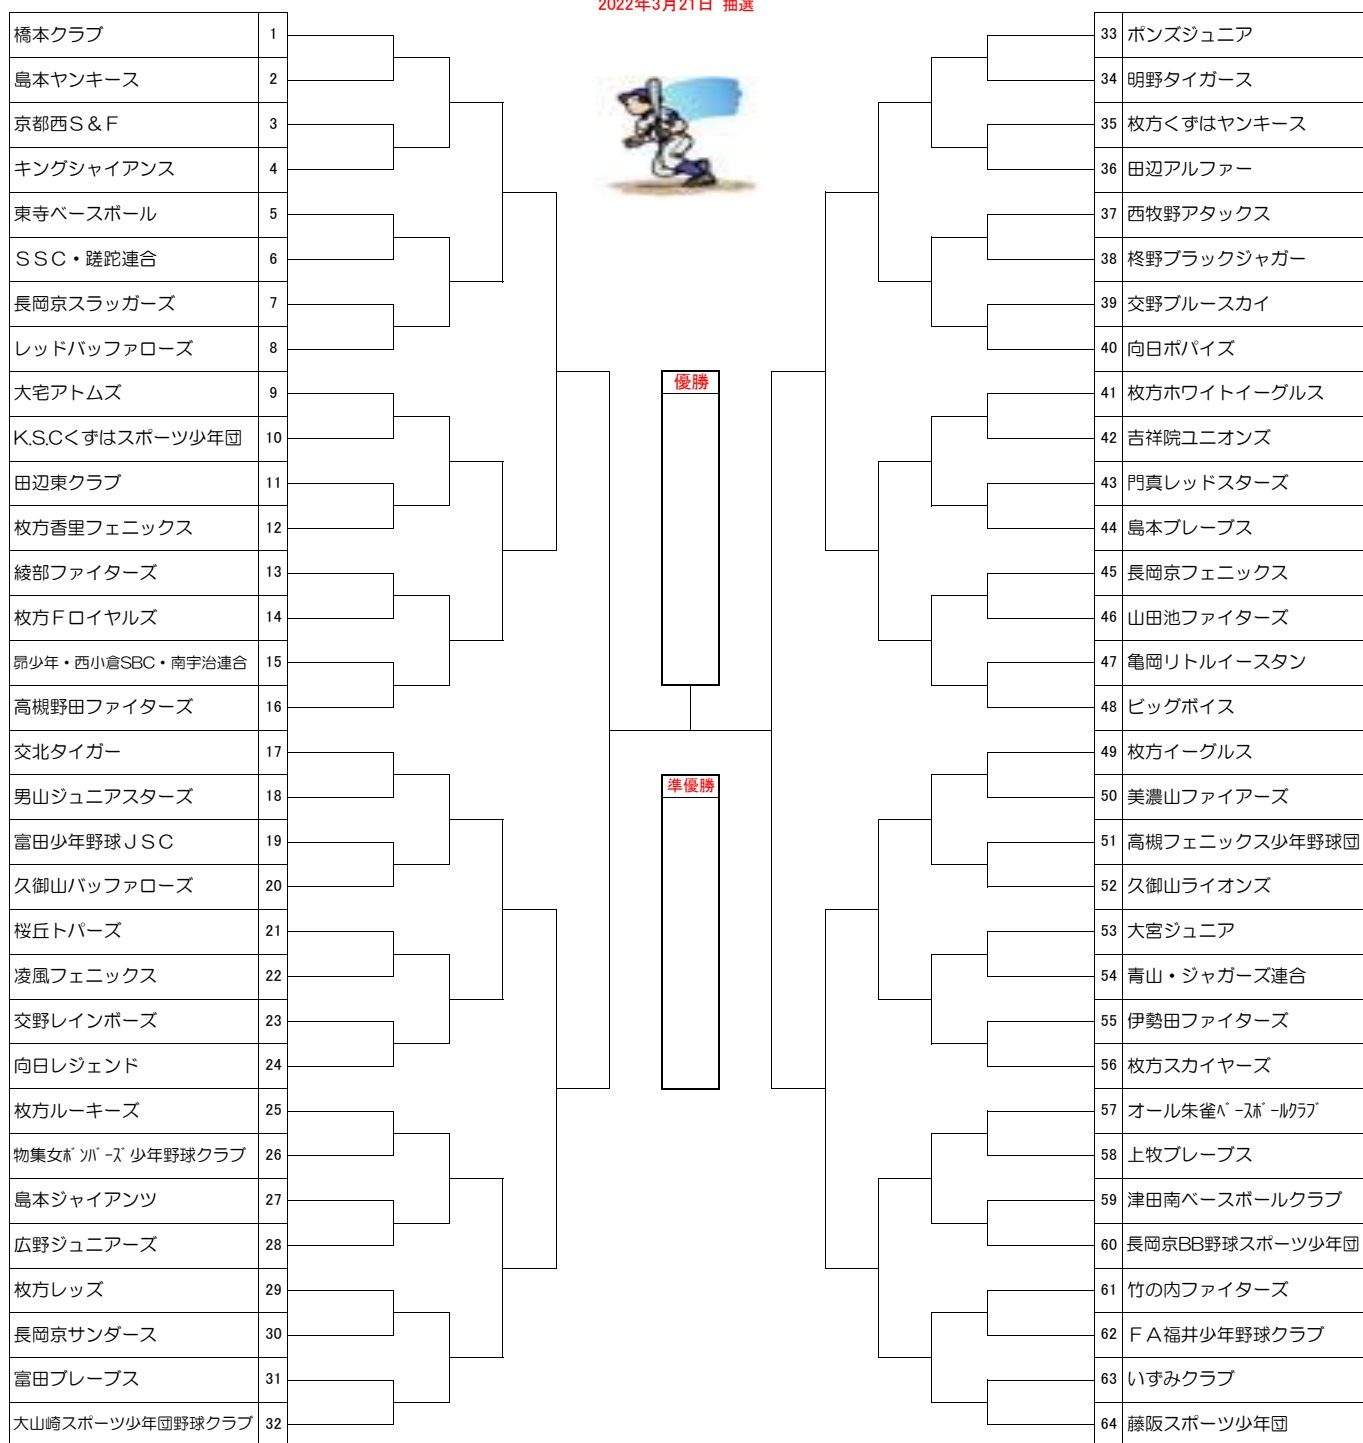 2022年3月21日 抽選
橋本クラブ 1
島本ヤンキース 2
京都西S＆F 3
キングシャイアンス 4
東寺ベースボール 5
ＳＳＣ・蹉跎連合 6
長岡京スラッガーズ 7
レッドバッファローズ 8
大宅アトムズ 9
K.S.Cくずはスポーツ少年団 10
田辺東クラブ 11
枚方香里フェニックス 12
綾部ファイターズ 13
枚方Ｆロイヤルズ 14
昴少年・西小倉SBC・南宇治連合 15
高槻野田ファイターズ 16
交北タイガー 17
男山ジュニアスターズ 18
富田少年野球ＪＳＣ 19
久御山バッファローズ 20
桜丘トパーズ 21
凌風フェニックス 22
交野レインボーズ 23
向日レジェンド 24
枚方ルーキーズ 25
物集女ﾎﾞﾝﾊﾞｰｽﾞ少年野球クラブ 26
島本ジャイアンツ 27
広野ジュニアーズ 28
枚方レッズ 29
長岡京サンダース 30
富田ブレーブス 31
大山崎スポーツ少年団野球クラブ 32
優勝
準優勝
33 ポンズジュニア
34 明野タイガース
35 枚方くずはヤンキース
36 田辺アルファー
37 西牧野アタックス
38 柊野ブラックジャガー
39 交野ブルースカイ
40 向日ポパイズ
41 枚方ホワイトイーグルス
42 吉祥院ユニオンズ
43 門真レッドスターズ
44 島本ブレーブス
45 長岡京フェニックス
46 山田池ファイターズ
47 亀岡リトルイースタン
48 ビッグボイス
49 枚方イーグルス
50 美濃山ファイアーズ
51 高槻フェニックス少年野球団
52 久御山ライオンズ
53 大宮ジュニア
54 青山・ジャガーズ連合
55 伊勢田ファイターズ
56 枚方スカイヤーズ
57 オール朱雀ﾍﾞｰｽﾎﾞｰﾙｸﾗﾌﾞ
58 上牧ブレーブス
59 津田南ベースボールクラブ
60 長岡京BB野球スポーツ少年団
61 竹の内ファイターズ
62 ＦＡ福井少年野球クラブ
63 いずみクラブ
64 藤阪スポーツ少年団